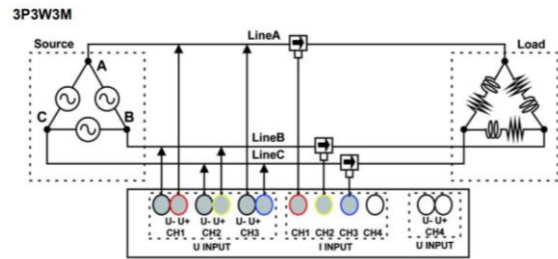 3P3W3M
Source
LineA
Load
A
C
B
LineB
LineC
U- U+ U- U+ U- U+
CH1 CH2 CH3
U INPUT
CH1 CH2 CH3 CH4
I INPUT
U- U+
CH4
U INPUT